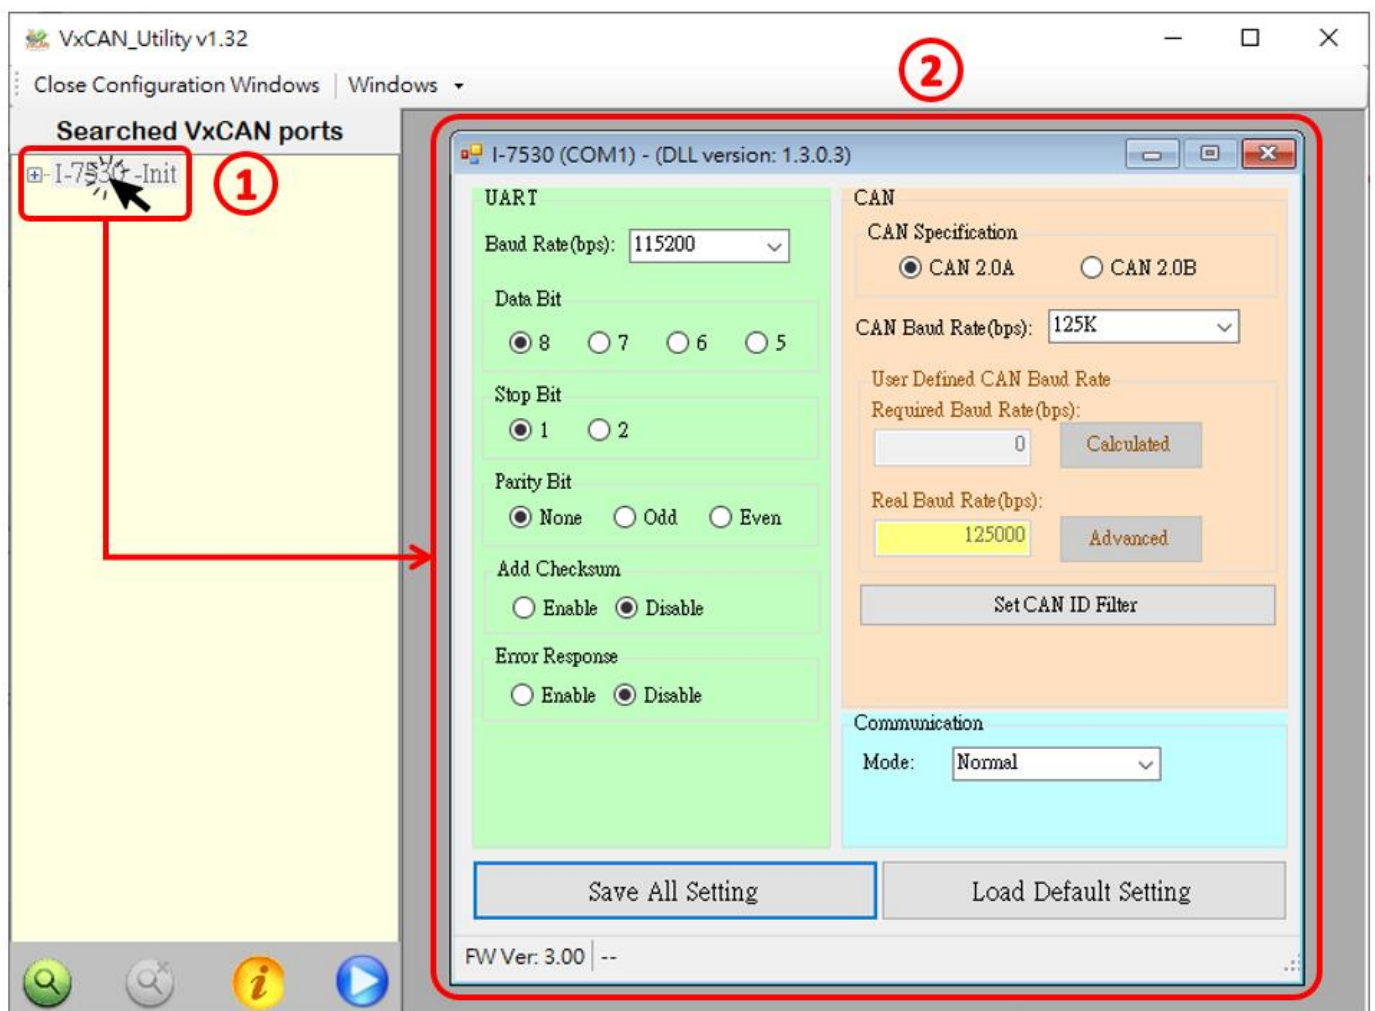 VxCAN_Utility v1.32
Close Configuration Windows Windows
Searched VxCAN ports
I-7530 -Init
1
2
I-7530 (COM1) - (DLL version: 1.3.0.3)
UART
Baud Rate(bps): 115200
Data Bit
8 7 6 5
Stop Bit
1 2
Parity Bit
None Odd Even
Add Checksum
Enable Disable
Error Response
Enable Disable
CAN
CAN Specification
CAN 2.0A CAN 2.0B
CAN Baud Rate(bps): 125K
User Defined CAN Baud Rate
Required Baud Rate(bps):
0 Calculated
Real Baud Rate(bps):
125000 Advanced
Set CAN ID Filter
Communication
Mode: Normal
Save All Setting Load Default Setting
FW Ver: 3.00 --